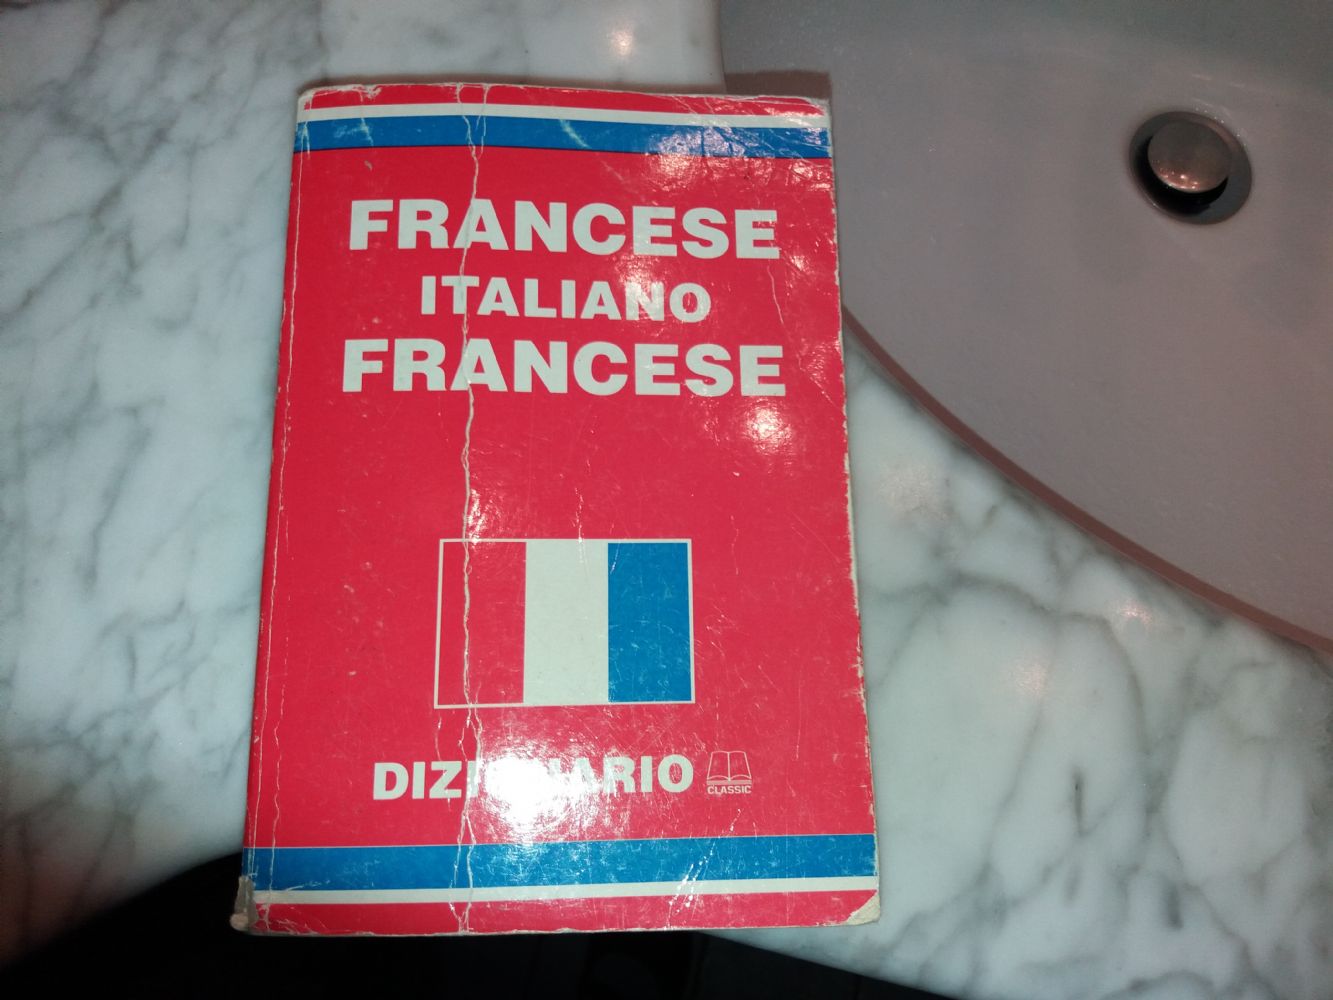 FRANCESE
ITALIANO
FRANCESE
DIZIONARIO
CLASSIC